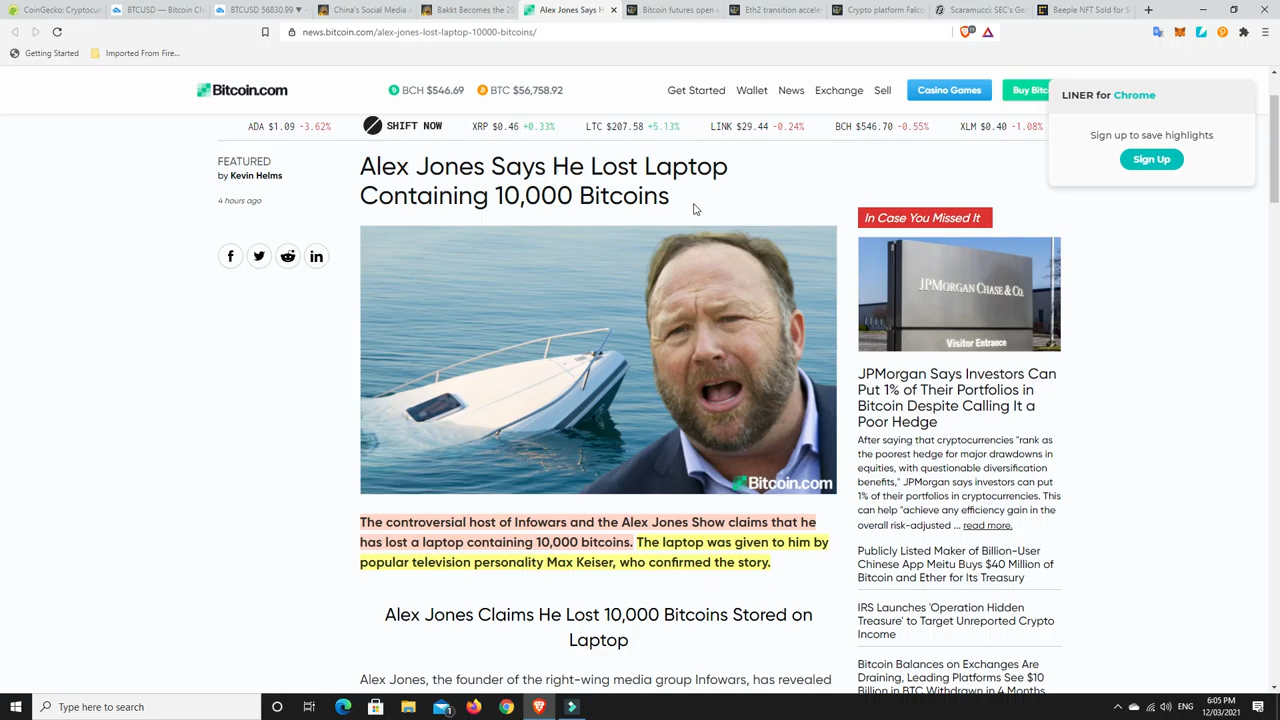 CoinGecko: Cryptocurr
BTCUSD — Bitcoin Cha
BTCUSD 56830.99 ▼
China's Social Media
Bakkt Becomes the 20
Alex Jones Says H
Bitcoin futures open i
Eth2 transition acceler
Crypto platform Falco
Scaramucci: SEC's Gen
Beeple NFT Sold for $
news.bitcoin.com/alex-jones-lost-laptop-10000-bitcoins/
Getting Started
Imported From Fire...
Bitcoin.com
BCH $546.69
BTC $56,758.92
Get Started
Wallet
News
Exchange
Sell
Casino Games
Buy Bitc
LINER for Chrome
Sign up to save highlights
Sign Up
ADA $1.09 -3.62%
SHIFT NOW
XRP $0.46 +0.33%
LTC $207.58 +5.13%
LINK $29.44 -0.24%
BCH $546.70 -0.55%
XLM $0.40 -1.08%
FEATURED
by Kevin Helms
4 hours ago
Alex Jones Says He Lost Laptop
Containing 10,000 Bitcoins
Bitcoin.com
The controversial host of Infowars and the Alex Jones Show claims that he
has lost a laptop containing 10,000 bitcoins. The laptop was given to him by
popular television personality Max Keiser, who confirmed the story.
Alex Jones Claims He Lost 10,000 Bitcoins Stored on
Laptop
Alex Jones, the founder of the right-wing media group Infowars, has revealed
In Case You Missed It
JPMORGAN CHASE & CO.
Visitor Entrance
JPMorgan Says Investors Can
Put 1% of Their Portfolios in
Bitcoin Despite Calling It a
Poor Hedge
After saying that cryptocurrencies "rank as
the poorest hedge for major drawdowns in
equities, with questionable diversification
benefits," JPMorgan says investors can put
1% of their portfolios in cryptocurrencies. This
can help "achieve any efficiency gain in the
overall risk-adjusted ... read more.
Publicly Listed Maker of Billion-User
Chinese App Meitu Buys $40 Million of
Bitcoin and Ether for Its Treasury
IRS Launches 'Operation Hidden
Treasure' to Target Unreported Crypto
Income
Bitcoin Balances on Exchanges Are
Draining, Leading Platforms See $10
Billion in BTC Withdrawn in 4 Months
Type here to search
ENG
6:05 PM
12/03/2021